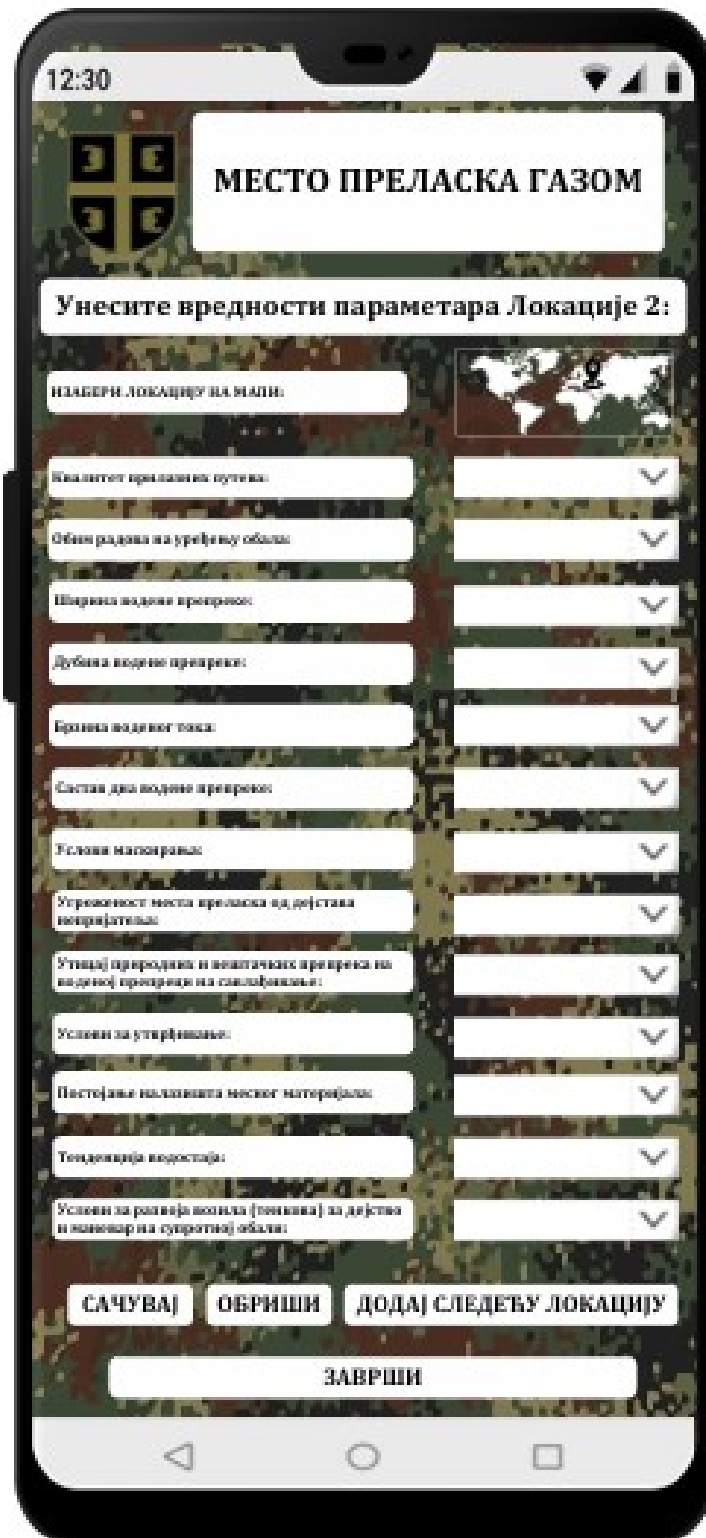 12:30
МЕСТО ПРЕЛАСКА ГАЗОМ
Унесите вредности параметара Локације 2:
ИЗАБЕРИ ЛОКАЦИЈУ НА МАПИ:
Квалитет прилазних путева:
Обим радова на уређењу обала:
Ширина водене препреке:
Дубина водене препреке:
Брзина воденог тока:
Састав дна водене препреке:
Услови маскирања:
Угроженост места преласка од дејстава
непријатеља:
Утицај природних и вештачких препрека на
воденој препреци на савлађивање:
Услови за утврђивање:
Постојање налазишта месног материјала:
Тенденција водостаја:
Услови за развој возила (тенкова) за дејство
и маневар на супротној обали:
САЧУВАЈ
ОБРИШИ
ДОДАЈ СЛЕДЕЋУ ЛОКАЦИЈУ
ЗАВРШИ